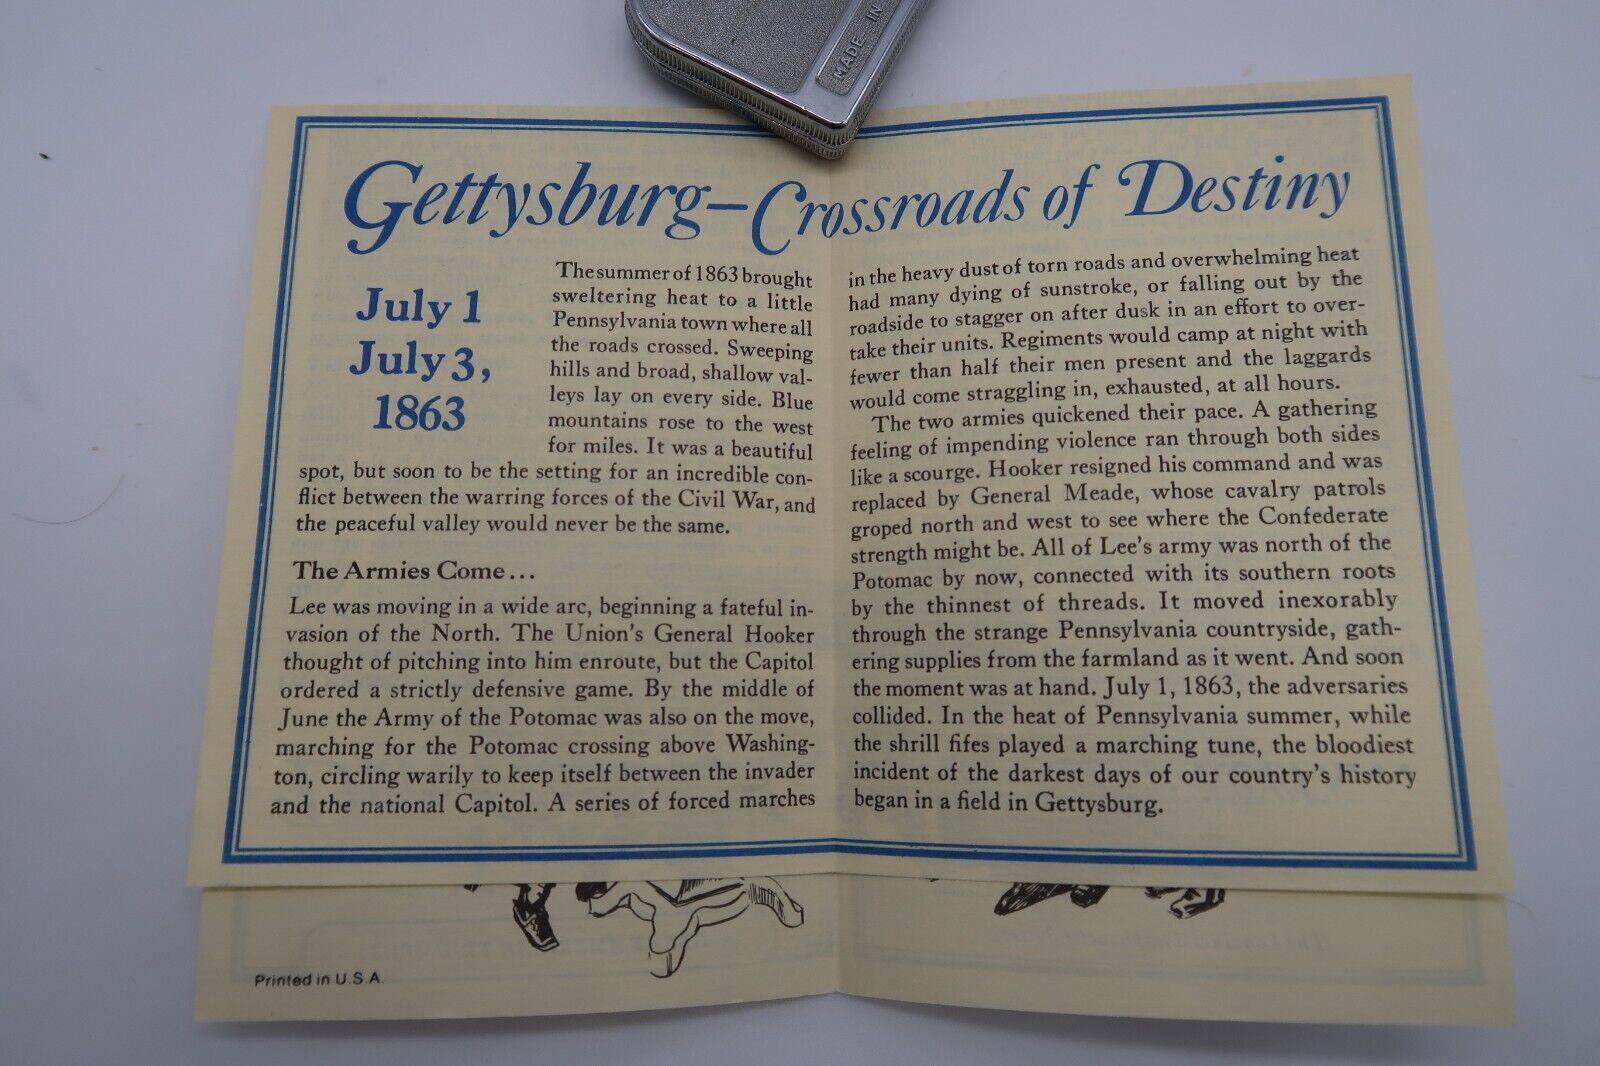 MADE IN
Gettysburg–Crossroads of Destiny
July 1
July 3,
1863
The summer of 1863 brought
sweltering heat to a little
Pennsylvania town where all
the roads crossed. Sweeping
hills and broad, shallow val-
leys lay on every side. Blue
mountains rose to the west
for miles. It was a beautiful
spot, but soon to be the setting for an incredible con-
flict between the warring forces of the Civil War, and
the peaceful valley would never be the same.
The Armies Come...
Lee was moving in a wide arc, beginning a fateful in-
vasion of the North. The Union's General Hooker
thought of pitching into him enroute, but the Capitol
ordered a strictly defensive game. By the middle of
June the Army of the Potomac was also on the move,
marching for the Potomac crossing above Washing-
ton, circling warily to keep itself between the invader
and the national Capitol. A series of forced marches
in the heavy dust of torn roads and overwhelming heat
had many dying of sunstroke, or falling out by the
roadside to stagger on after dusk in an effort to over-
take their units. Regiments would camp at night with
fewer than half their men present and the laggards
would come straggling in, exhausted, at all hours.
The two armies quickened their pace. A gathering
feeling of impending violence ran through both sides
like a scourge. Hooker resigned his command and was
replaced by General Meade, whose cavalry patrols
groped north and west to see where the Confederate
strength might be. All of Lee's army was north of the
Potomac by now, connected with its southern roots
by the thinnest of threads. It moved inexorably
through the strange Pennsylvania countryside, gath-
ering supplies from the farmland as it went. And soon
the moment was at hand. July 1, 1863, the adversaries
collided. In the heat of Pennsylvania summer, while
the shrill fifes played a marching tune, the bloodiest
incident of the darkest days of our country's history
began in a field in Gettysburg.
Printed in U.S.A.